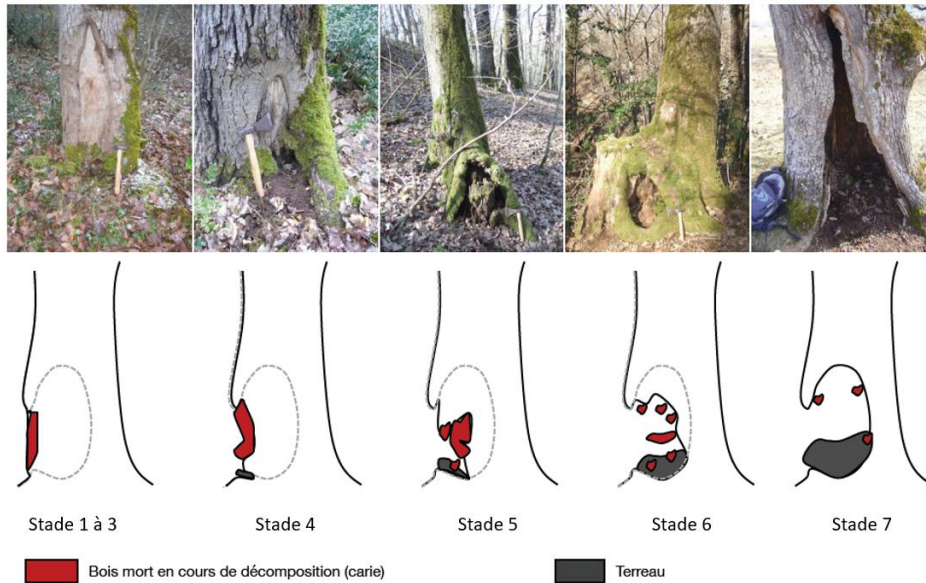 Stade 1 à 3
Stade 4
Stade 5
Stade 6
Stade 7
Bois mort en cours de décomposition (carie)
Terreau